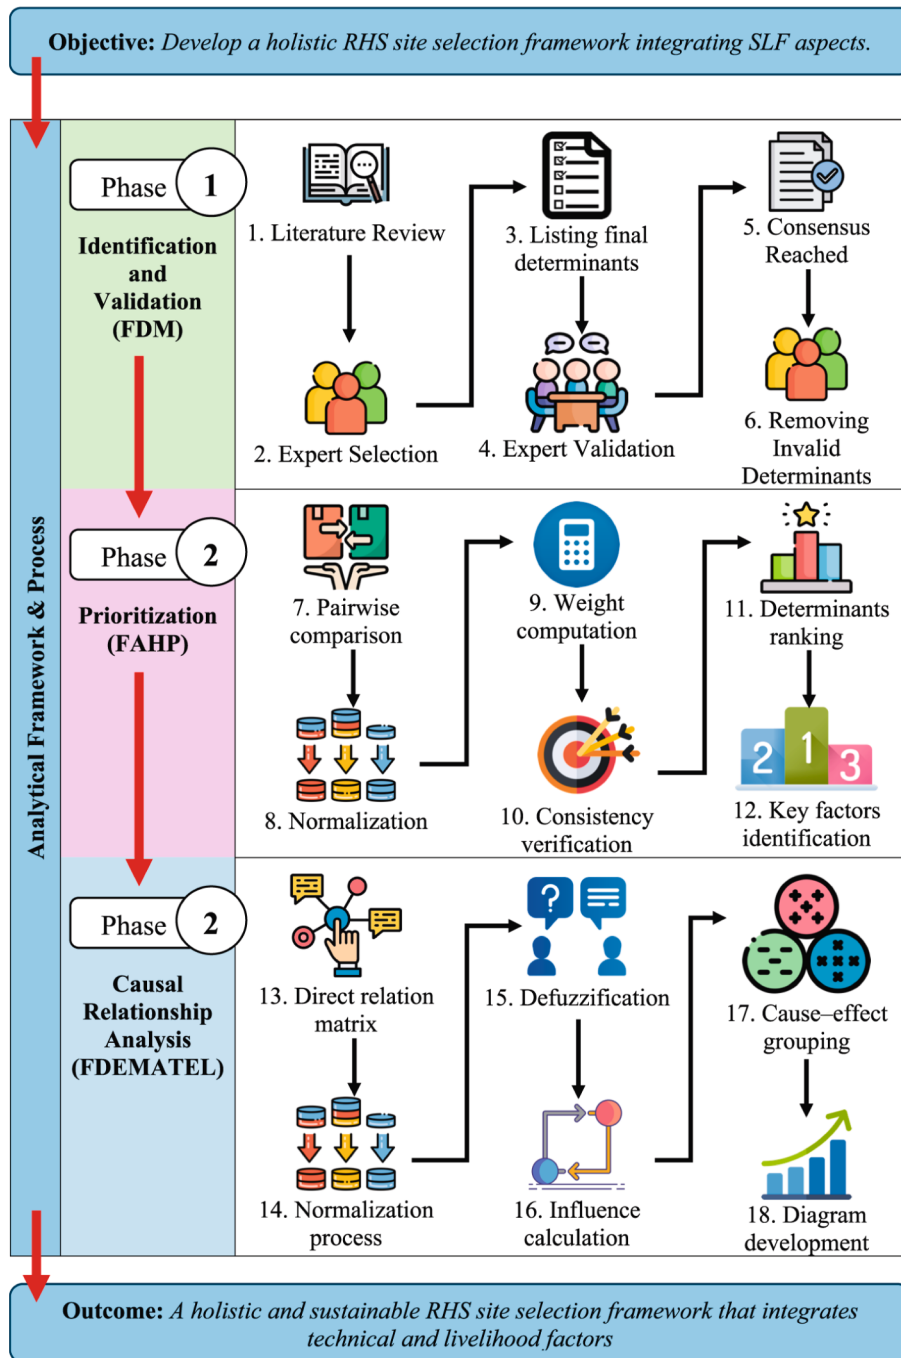 Objective: Develop a holistic RHS site selection framework integrating SLF aspects.
Analytical Framework & Process
Phase 1
Identification
and
Validation
(FDM)
1. Literature Review
2. Expert Selection
3. Listing final
determinants
4. Expert Validation
5. Consensus
Reached
6. Removing
Invalid
Determinants
Phase 2
Prioritization
(FAHP)
7. Pairwise
comparison
8. Normalization
9. Weight
computation
10. Consistency
verification
11. Determinants
ranking
2 1 3
12. Key factors
identification
Phase 2
Causal
Relationship
Analysis
(FDEMATEL)
13. Direct relation
matrix
14. Normalization
process
?
15. Defuzzification
16. Influence
calculation
17. Cause–effect
grouping
18. Diagram
development
Outcome: A holistic and sustainable RHS site selection framework that integrates
technical and livelihood factors